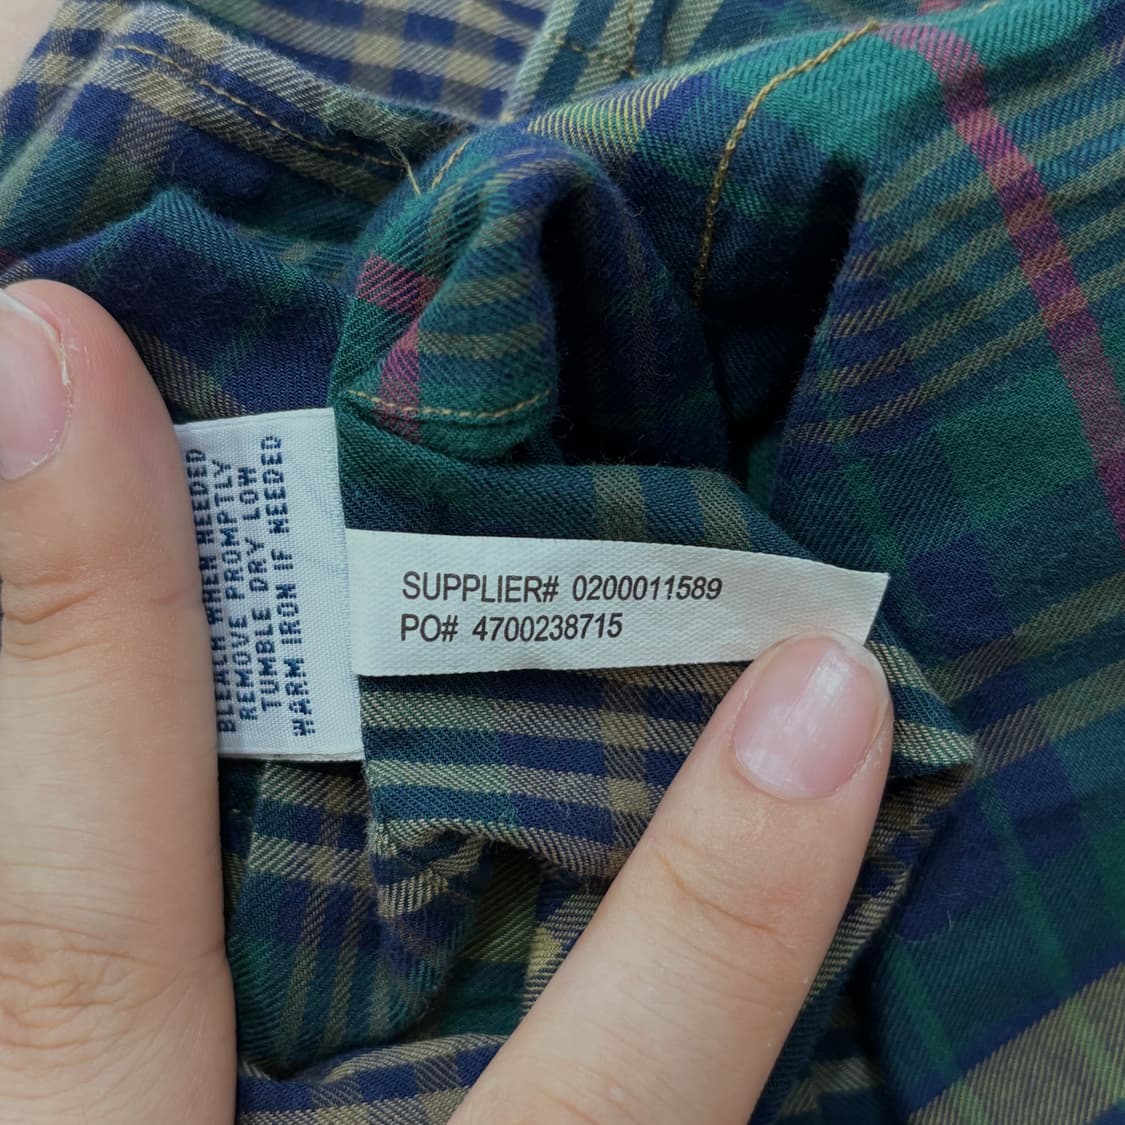 BLEACH WHEN NEEDED
REMOVE PROMPTLY
TUMBLE DRY LOW
WARM IRON IF NEEDED
SUPPLIER# 0200011589
PO# 4700238715